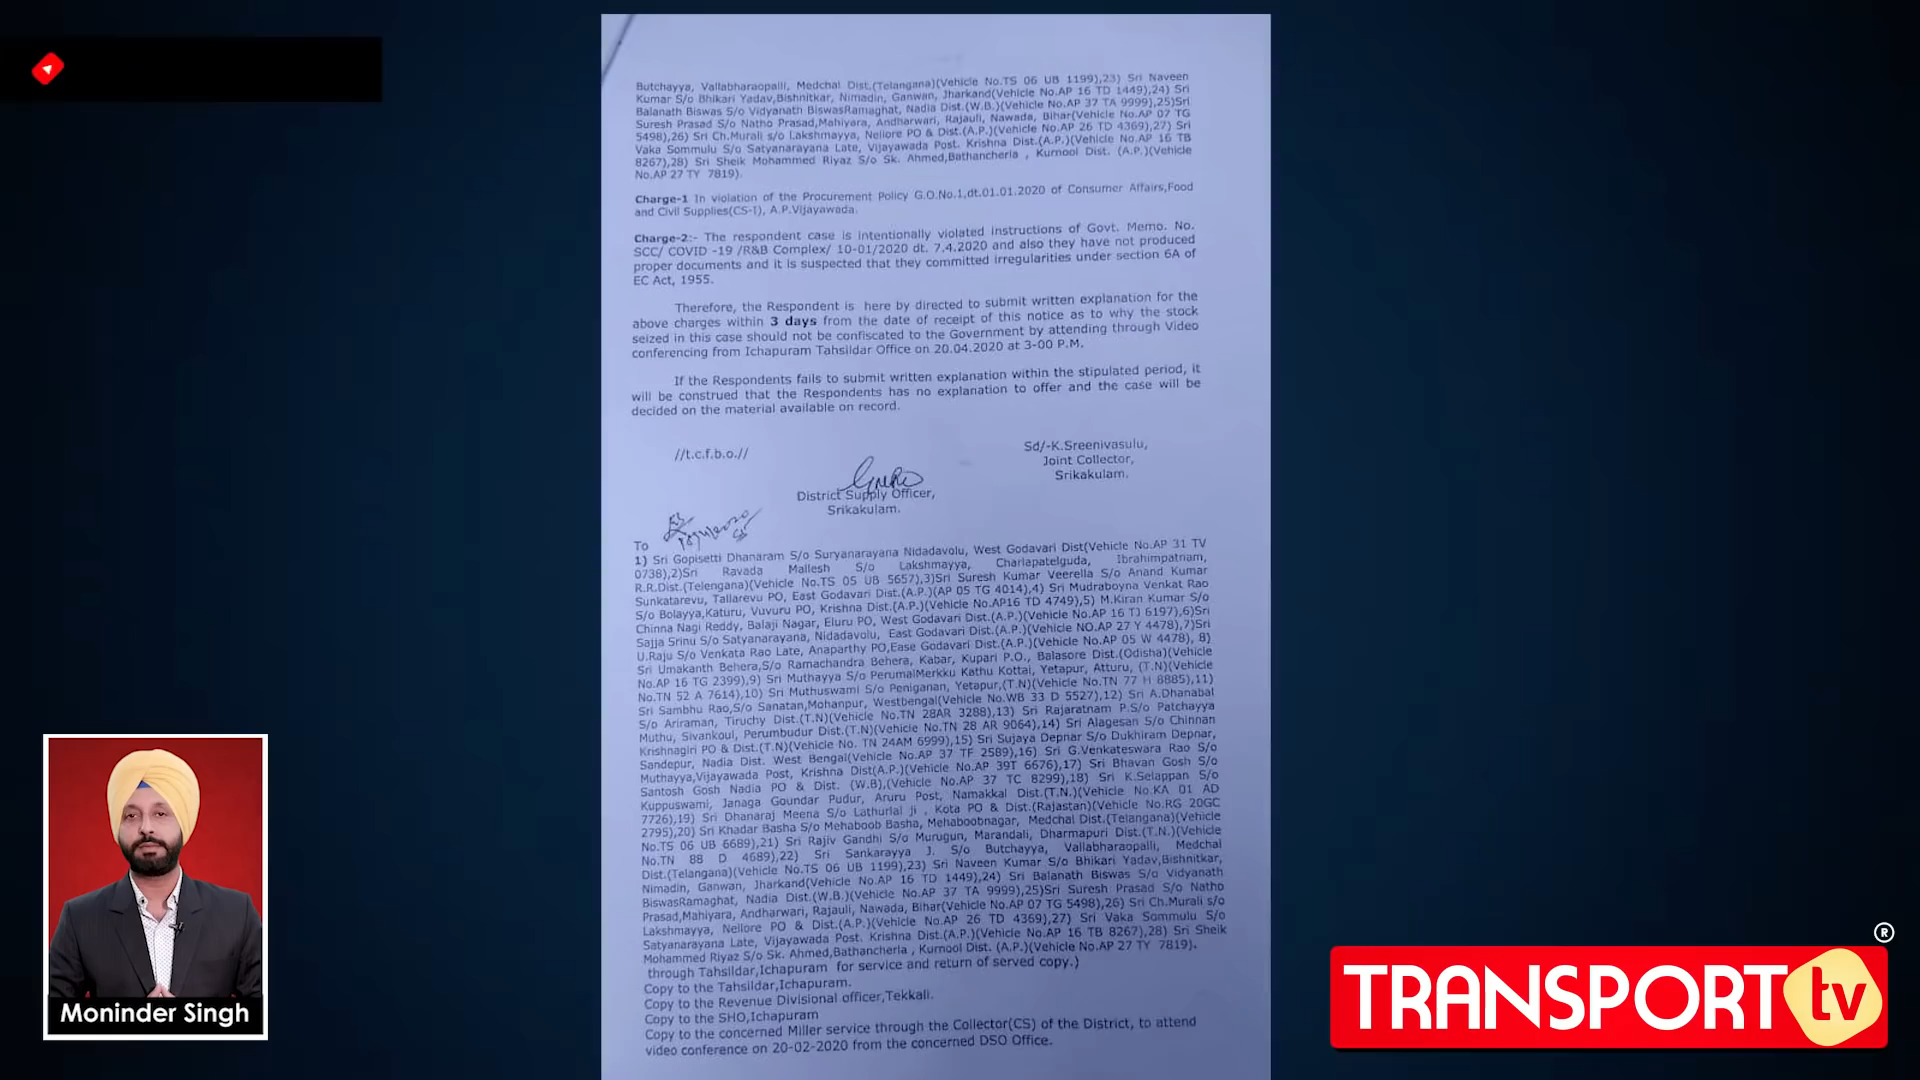 Butchayya, Vallabharaopalli, Medchal Dist.(Telangana)(Vehicle No.TS 06 UB 1199),23) Sri Naveen
Kumar S/o Bhikari Yadav,Bishnitkar, Nimadin, Ganwan, Jharkand(Vehicle No.AP 16 TD 1449),24) Sri
Balanath Biswas S/o Vidyanath BiswasRamaghat, Nadia Dist.(W.B.)(Vehicle No.AP 37 TA 9999),25)Sri
Suresh Prasad S/o Natho Prasad,Mahiyara, Andharwari, Rajauli, Nawada, Bihar(Vehicle No.AP 07 TG
5498),26) Sri Ch.Murali s/o Lakshmayya, Nellore PO & Dist.(A.P.)(Vehicle No.AP 26 TD 4369),27) Sri
Vaka Sommulu S/o Satyanarayana Late, Vijayawada Post. Krishna Dist.(A.P.)(Vehicle No.AP 16 TB
8267),28) Sri Sheik Mohammed Riyaz S/o Sk. Ahmed,Bathancheria , Kurnool Dist. (A.P.)(Vehicle
No.AP 27 TY 7819).
Charge-1 In violation of the Procurement Policy G.O.No.1,dt.01.01.2020 of Consumer Affairs,Food
and Civil Supplies(CS-I), A.P.Vijayawada.
Charge-2:- The respondent case is intentionally violated instructions of Govt. Memo. No.
SCC/ COVID -19 /R&B Complex/ 10-01/2020 dt. 7.4.2020 and also they have not produced
proper documents and it is suspected that they committed irregularities under section 6A of
EC Act, 1955.
Therefore, the Respondent is here by directed to submit written explanation for the
above charges within 3 days from the date of receipt of this notice as to why the stock
seized in this case should not be confiscated to the Government by attending through Video
conferencing from Ichapuram Tahsildar Office on 20.04.2020 at 3-00 P.M.
If the Respondents fails to submit written explanation within the stipulated period, it
will be construed that the Respondents has no explanation to offer and the case will be
decided on the material available on record.
//t.c.f.b.o.//
Sd/-K.Sreenivasulu,
Joint Collector,
Srikakulam.
District Supply Officer,
Srikakulam.
To
1) Sri Gopisetti Dhanaram S/o Suryanarayana Nidadavolu, West Godavari Dist(Vehicle No.AP 31 TV
0738),2)Sri Ravada Mallesh S/o Lakshmayya, Charlapatelguda, Ibrahimpatnam,
R.R.Dist.(Telengana)(Vehicle No.TS 05 UB 5657),3)Sri Suresh Kumar Veerella S/o Anand Kumar
Sunkatarevu, Tallarevu PO, East Godavari Dist.(A.P.)(AP 05 TG 4014),4) Sri Mudraboyna Venkat Rao
S/o Bolayya,Katuru, Vuvuru PO, Krishna Dist.(A.P.)(Vehicle No.AP16 TD 4749),5) M.Kiran Kumar S/o
Chinna Nagi Reddy, Balaji Nagar, Eluru PO, West Godavari Dist.(A.P.)(Vehicle No.AP 16 TJ 6197),6)Sri
Sajja Srinu S/o Satyanarayana, Nidadavolu, East Godavari Dist.(A.P.)(Vehicle NO.AP 27 Y 4478),7)Sri
U.Raju S/o Venkata Rao Late, Anaparthy PO,Ease Godavari Dist.(A.P.)(Vehicle No.AP 05 W 4478), 8)
Sri Umakanth Behera,S/o Ramachandra Behera, Kabar, Kupari P.O., Balasore Dist.(Odisha)(Vehicle
No.AP 16 TG 2399),9) Sri Muthayya S/o PerumalMerkku Kathu Kottai, Yetapur, Atturu, (T.N)(Vehicle
No.TN 52 A 7614),10) Sri Muthuswami S/o Peniganan, Yetapur,(T.N)(Vehicle No.TN 77 H 8885),11)
Sri Sambhu Rao,S/o Sanatan,Mohanpur, Westbengal(Vehicle No.WB 33 D 5527),12) Sri A.Dhanabal
S/o Ariraman, Tiruchy Dist.(T.N)(Vehicle No.TN 28AR 3288),13) Sri Rajaratnam P.S/o Patchayya
Muthu, Sivankoul, Perumbudur Dist.(T.N)(Vehicle No.TN 28 AR 9064),14) Sri Alagesan S/o Chinnan
Krishnagiri PO & Dist.(T.N)(Vehicle No. TN 24AM 6999),15) Sri Sujaya Depnar S/o Dukhiram Depnar,
Sandepur, Nadia Dist. West Bengal(Vehicle No.AP 37 TF 2589),16) Sri G.Venkateswara Rao S/o
Muthayya,Vijayawada Post, Krishna Dist(A.P.)(Vehicle No.AP 39T 6676),17) Sri Bhavan Gosh S/o
Santosh Gosh Nadia PO & Dist. (W.B),(Vehicle No.AP 37 TC 8299),18) Sri K.Selappan S/o
Kuppuswami, Janaga Goundar Pudur, Aruru Post, Namakkal Dist.(T.N.)(Vehicle No.KA 01 AD
7726),19) Sri Dhanaraj Meena S/o Lathurlal ji , Kota PO & Dist.(Rajastan)(Vehicle No.RG 20GC
2795),20) Sri Khadar Basha S/o Mehaboob Basha, Mehaboobnagar, Medchal Dist.(Telangana)(Vehicle
No.TS 06 UB 6689),21) Sri Rajiv Gandhi S/o Murugun, Marandali, Dharmapuri Dist.(T.N.)(Vehicle
No.TN 88 D 4689),22) Sri Sankarayya J. S/o Butchayya, Vallabharaopalli, Medchal
Dist.(Telangana)(Vehicle No.TS 06 UB 1199),23) Sri Naveen Kumar S/o Bhikari Yadav,Bishnitkar,
Nimadin, Ganwan, Jharkand(Vehicle No.AP 16 TD 1449),24) Sri Balanath Biswas S/o Vidyanath
BiswasRamaghat, Nadia Dist.(W.B.)(Vehicle No.AP 37 TA 9999),25)Sri Suresh Prasad S/o Natho
Prasad,Mahiyara, Andharwari, Rajauli, Nawada, Bihar(Vehicle No.AP 07 TG 5498),26) Sri Ch.Murali s/o
Lakshmayya, Nellore PO & Dist.(A.P.)(Vehicle No.AP 26 TD 4369),27) Sri Vaka Sommulu S/o
Satyanarayana Late, Vijayawada Post. Krishna Dist.(A.P.)(Vehicle No.AP 16 TB 8267),28) Sri Sheik
Mohammed Riyaz S/o Sk. Ahmed,Bathancheria , Kurnool Dist. (A.P.)(Vehicle No.AP 27 TY 7819).
through Tahsildar,Ichapuram for service and return of served copy.)
Copy to the Tahsildar,Ichapuram.
Copy to the Revenue Divisional officer,Tekkali.
Copy to the SHO,Ichapuram
Copy to the concerned Miller service through the Collector(CS) of the District, to attend
video conference on 20-02-2020 from the concerned DSO Office.
Moninder Singh
TRANSPORT tv ®